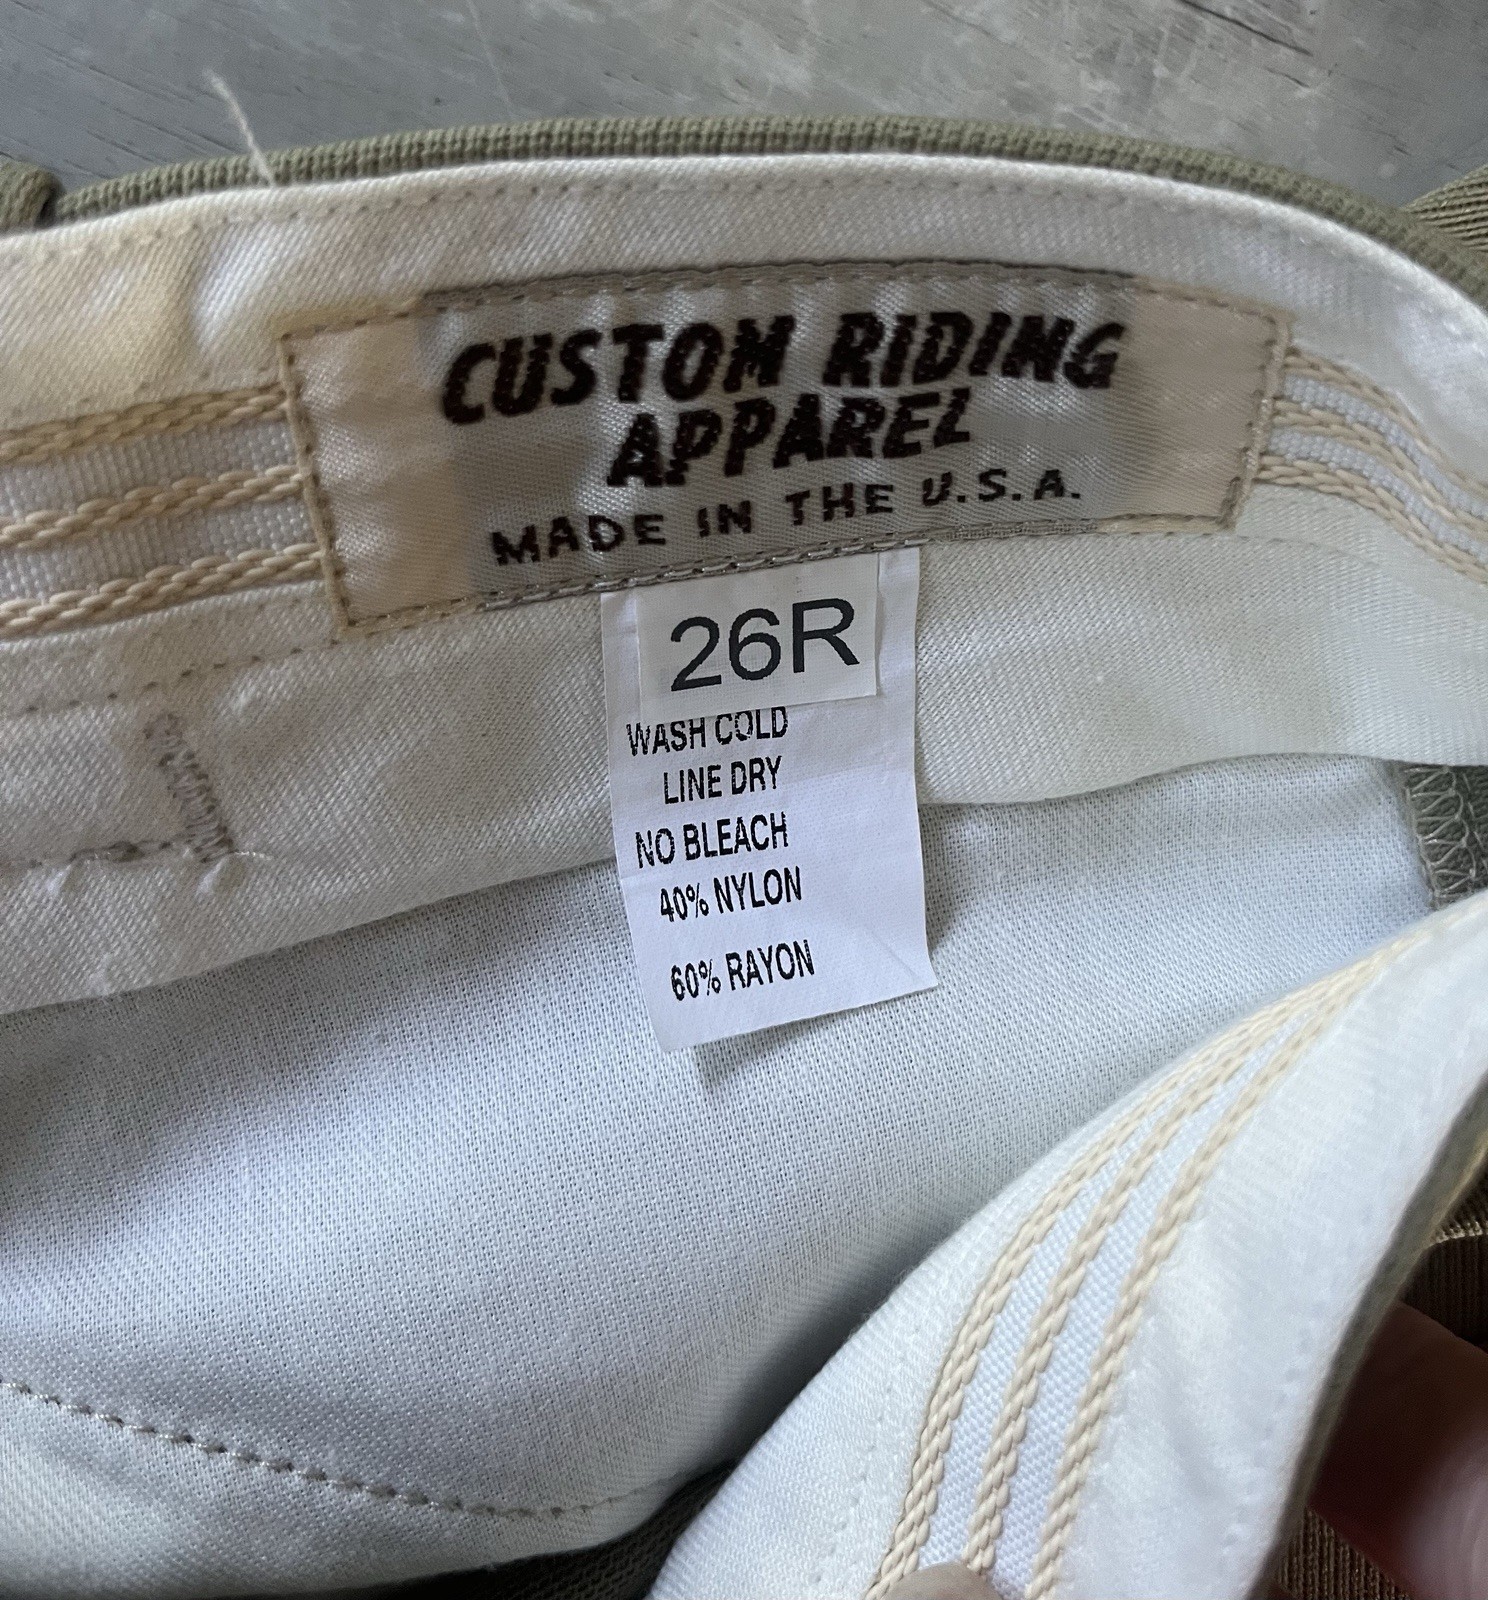 CUSTOM RIDING
APPAREL
MADE IN THE U.S.A.
26R
WASH COLD
LINE DRY
NO BLEACH
40% NYLON
60% RAYON